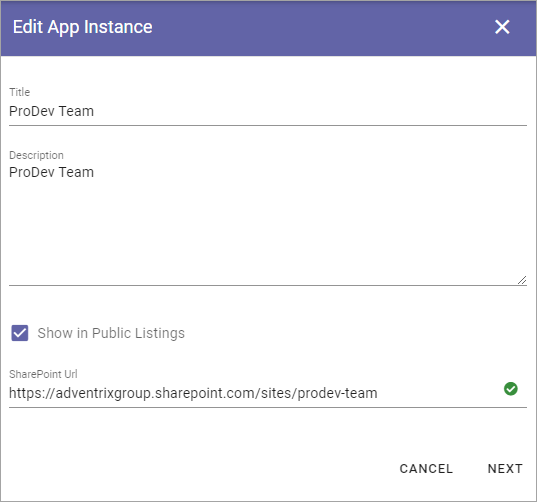 Edit App Instance
Title
ProDev Team
Description
ProDev Team
Show in Public Listings
SharePoint Url
https://adventrixgroup.sharepoint.com/sites/prodev-team
CANCEL NEXT